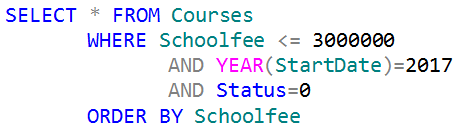 SELECT * FROM Courses
WHERE Schoolfee <= 3000000
AND YEAR(StartDate)=2017
AND Status=0
ORDER BY Schoolfee